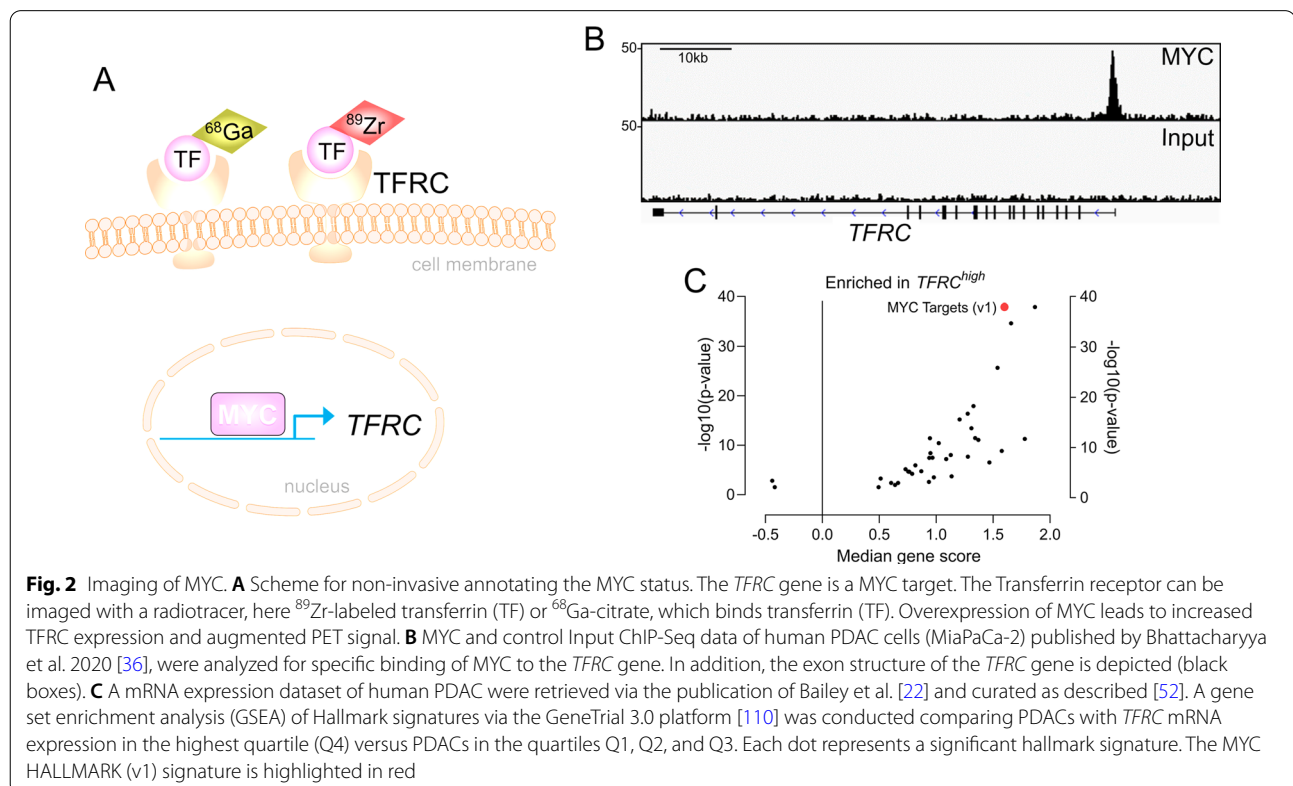 A
68Ga
TF
89Zr
TF
TFRC
cell membrane
MYC
TFRC
nucleus
B
50
10kb
MYC
50
Input
TFRC
C
Enriched in TFRChigh
MYC Targets (v1)
40
30
20
10
0
-log10(p-value)
40
30
20
10
0
-log10(p-value)
-0.5
0.0
0.5
1.0
1.5
2.0
Median gene score
Fig. 2 Imaging of MYC. A Scheme for non-invasive annotating the MYC status. The TFRC gene is a MYC target. The Transferrin receptor can be
imaged with a radiotracer, here 89Zr-labeled transferrin (TF) or 68Ga-citrate, which binds transferrin (TF). Overexpression of MYC leads to increased
TFRC expression and augmented PET signal. B MYC and control Input ChIP-Seq data of human PDAC cells (MiaPaCa-2) published by Bhattacharyya
et al. 2020 [36], were analyzed for specific binding of MYC to the TFRC gene. In addition, the exon structure of the TFRC gene is depicted (black
boxes). C A mRNA expression dataset of human PDAC were retrieved via the publication of Bailey et al. [22] and curated as described [52]. A gene
set enrichment analysis (GSEA) of Hallmark signatures via the GeneTrial 3.0 platform [110] was conducted comparing PDACs with TFRC mRNA
expression in the highest quartile (Q4) versus PDACs in the quartiles Q1, Q2, and Q3. Each dot represents a significant hallmark signature. The MYC
HALLMARK (v1) signature is highlighted in red